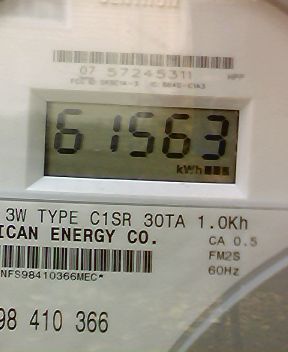 07 57245311 HPP
61563
kWh
3W TYPE C1SR 30TA 1.0Kh
ICAN ENERGY CO.
CA 0.5
FM2S
60Hz
NFS98410366MEC*
98 410 366